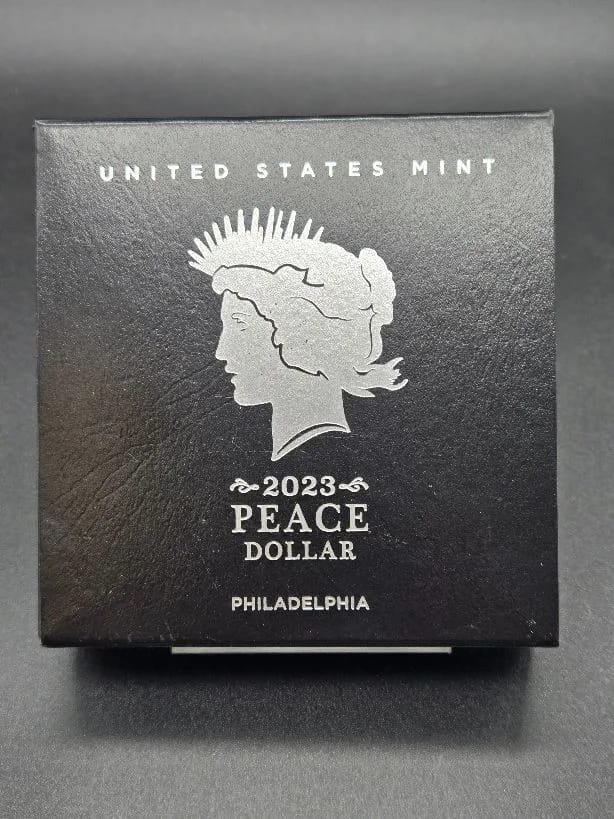 UNITED STATES MINT
2023
PEACE
DOLLAR
PHILADELPHIA